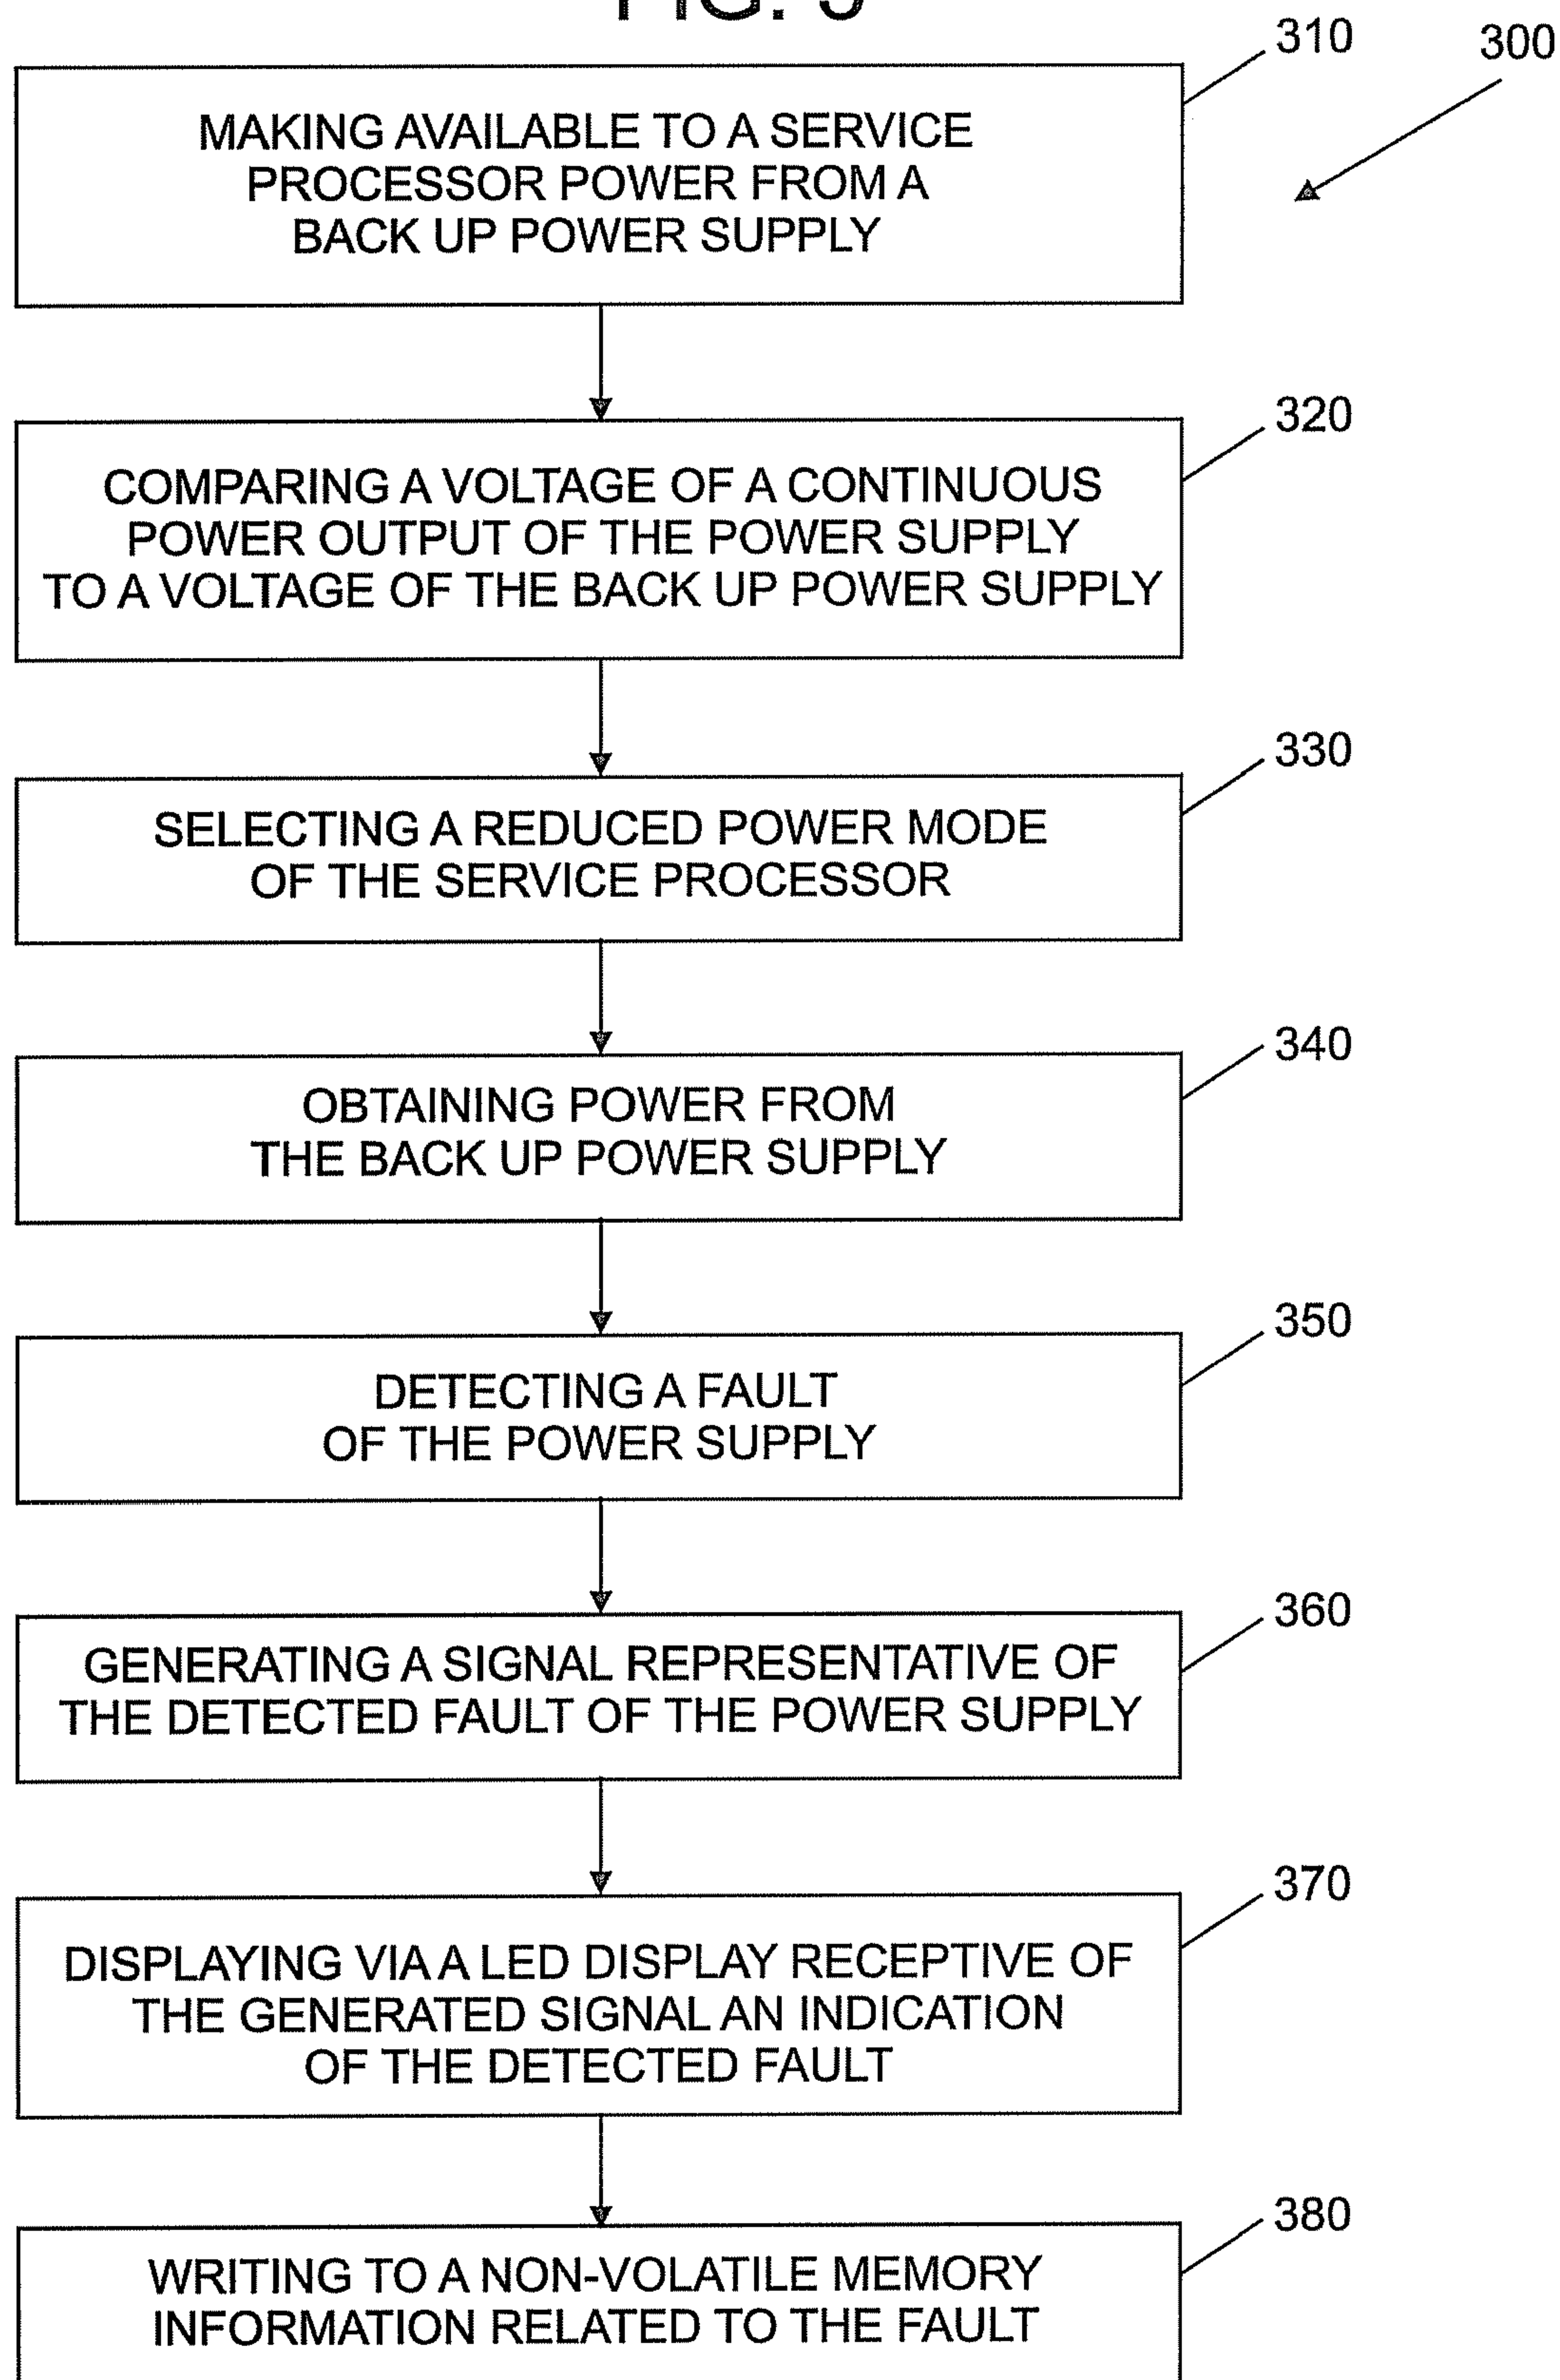 FIG.
310
300
MAKING AVAILABLE TO A SERVICE
PROCESSOR POWER FROM A
BACK UP POWER SUPPLY
320
COMPARING A VOLTAGE OF A CONTINUOUS
POWER OUTPUT OF THE POWER SUPPLY
TO A VOLTAGE OF THE BACK UP POWER SUPPLY
330
SELECTING A REDUCED POWER MODE
OF THE SERVICE PROCESSOR
340
OBTAINING POWER FROM
THE BACK UP POWER SUPPLY
350
DETECTING A FAULT
OF THE POWER SUPPLY
360
GENERATING A SIGNAL REPRESENTATIVE OF
THE DETECTED FAULT OF THE POWER SUPPLY
370
DISPLAYING VIA A LED DISPLAY RECEPTIVE OF
THE GENERATED SIGNAL AN INDICATION
OF THE DETECTED FAULT
380
WRITING TO A NON-VOLATILE MEMORY
INFORMATION RELATED TO THE FAULT